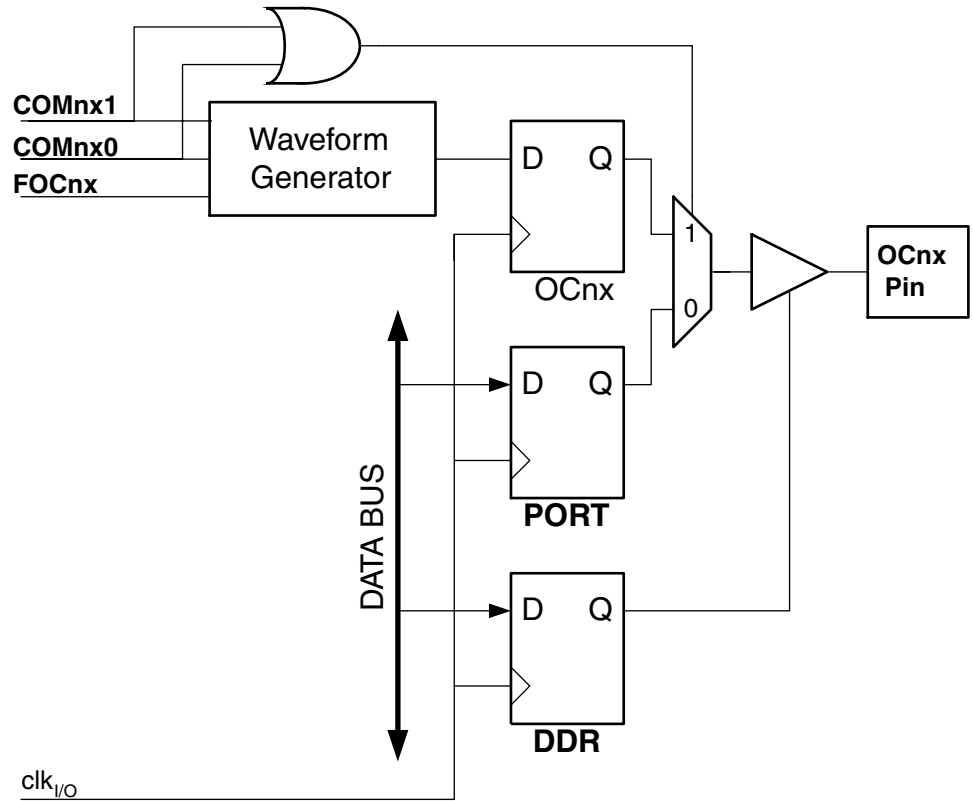 COMnx1
COMnx0
FOCnx
Waveform
Generator
D Q
OCnx
1
0
OCnx
Pin
D Q
PORT
DATA BUS
D Q
DDR
clkI/O